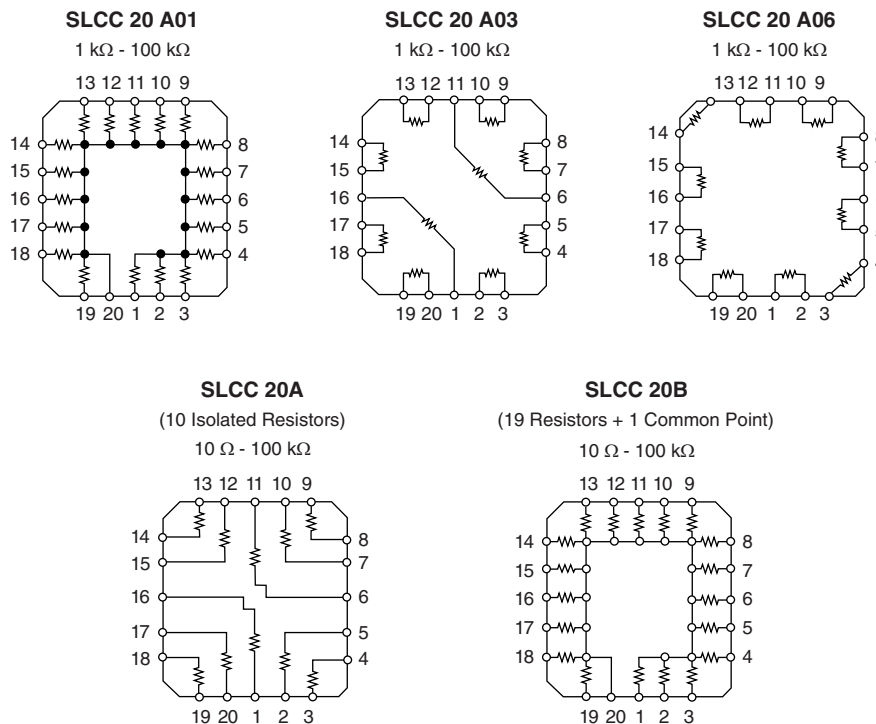 SLCC 20 A01
1 kΩ - 100 kΩ
13 12 11 10 9
14 8
15 7
16 6
17 5
18 4
19 20 1 2 3
SLCC 20 A03
1 kΩ - 100 kΩ
13 12 11 10 9
14 8
15 7
16 6
17 5
18 4
19 20 1 2 3
SLCC 20 A06
1 kΩ - 100 kΩ
13 12 11 10 9
14
15
16
17
18
19 20 1 2 3
SLCC 20A
(10 Isolated Resistors)
10 Ω - 100 kΩ
13 12 11 10 9
14 8
15 7
16 6
17 5
18 4
19 20 1 2 3
SLCC 20B
(19 Resistors + 1 Common Point)
10 Ω - 100 kΩ
13 12 11 10 9
14 8
15 7
16 6
17 5
18 4
19 20 1 2 3